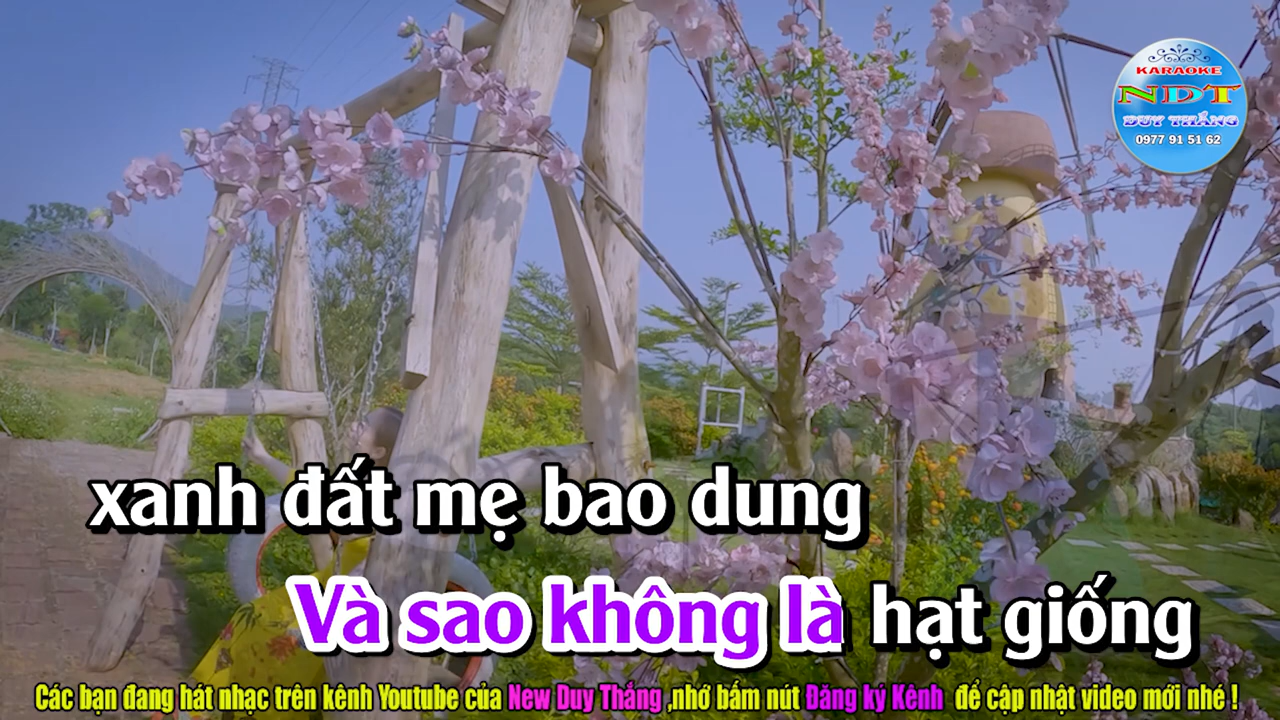 KARAOKE
NDT
DUY THẮNG
0977 91 51 62
xanh đất mẹ bao dung
Và sao không là hạt giống
Các bạn đang hát nhạc trên kênh Youtube của New Duy Thắng ,nhớ bấm nút Đăng ký Kênh để cập nhật video mới nhé !